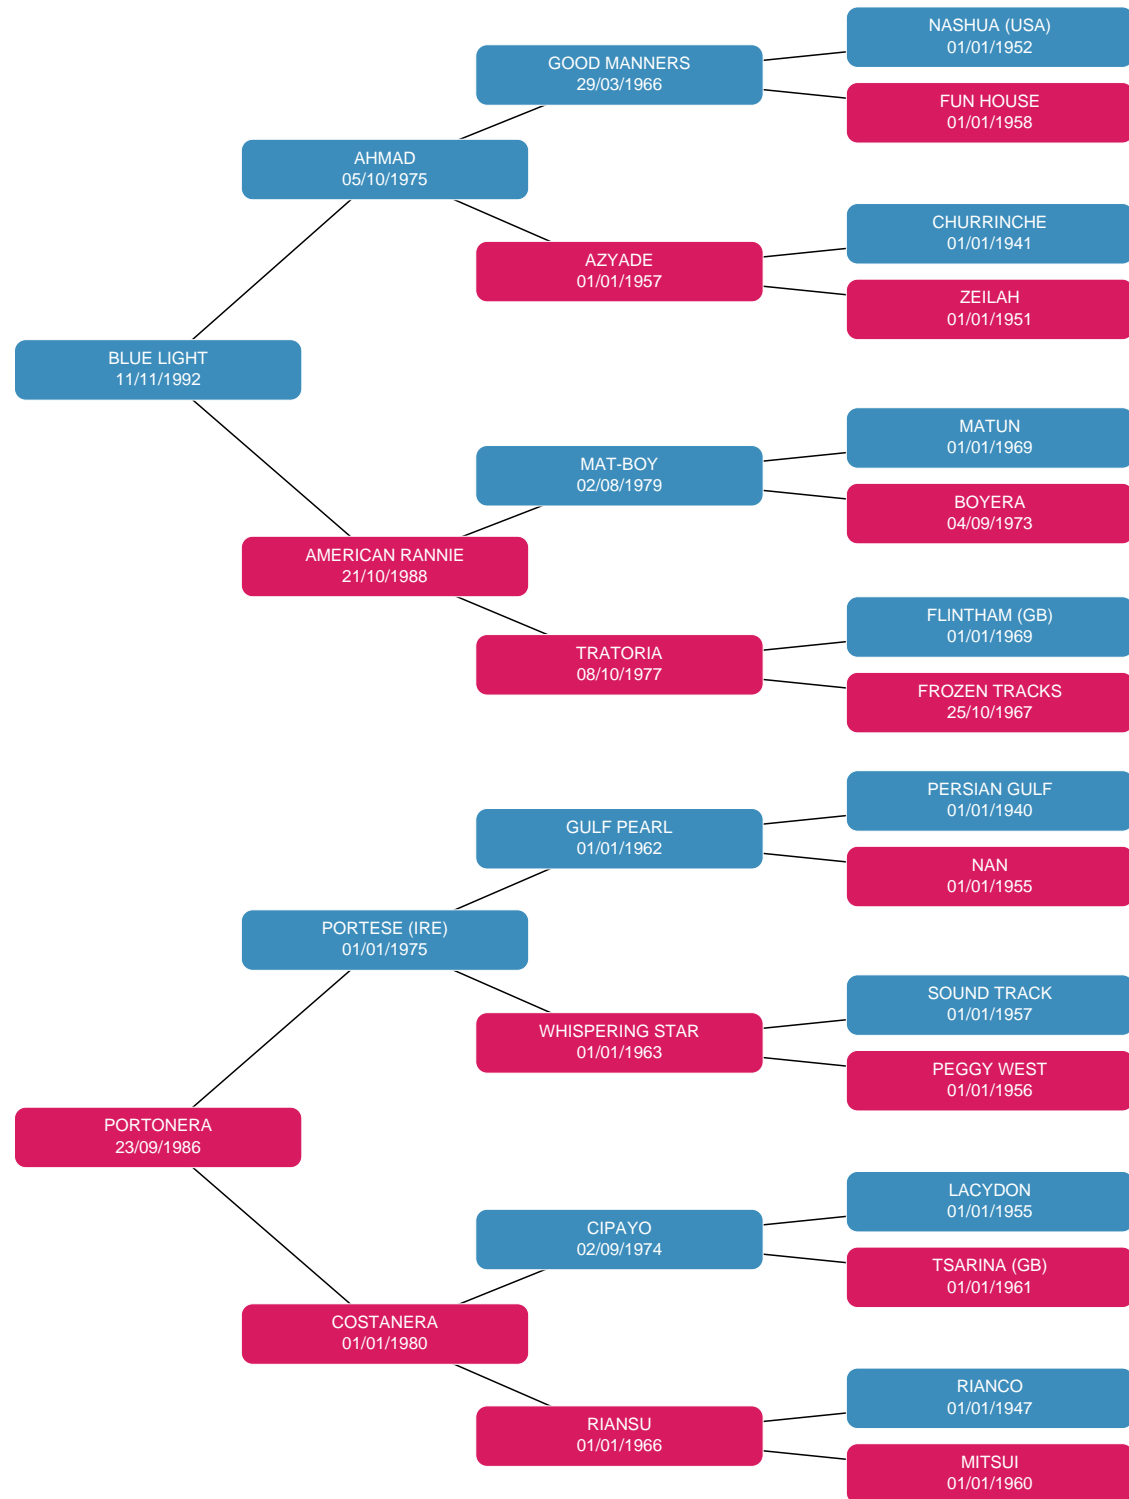 NASHUA (USA)
01/01/1952
GOOD MANNERS
29/03/1966
FUN HOUSE
01/01/1958
AHMAD
05/10/1975
CHURRINCHE
01/01/1941
AZYADE
01/01/1957
ZEILAH
01/01/1951
BLUE LIGHT
11/11/1992
MATUN
01/01/1969
MAT-BOY
02/08/1979
BOYERA
04/09/1973
AMERICAN RANNIE
21/10/1988
FLINTHAM (GB)
01/01/1969
TRATORIA
08/10/1977
FROZEN TRACKS
25/10/1967
PERSIAN GULF
01/01/1940
GULF PEARL
01/01/1962
NAN
01/01/1955
PORTESE (IRE)
01/01/1975
SOUND TRACK
01/01/1957
WHISPERING STAR
01/01/1963
PEGGY WEST
01/01/1956
PORTONERA
23/09/1986
LACYDON
01/01/1955
CIPAYO
02/09/1974
TSARINA (GB)
01/01/1961
COSTANERA
01/01/1980
RIANCO
01/01/1947
RIANSU
01/01/1966
MITSUI
01/01/1960